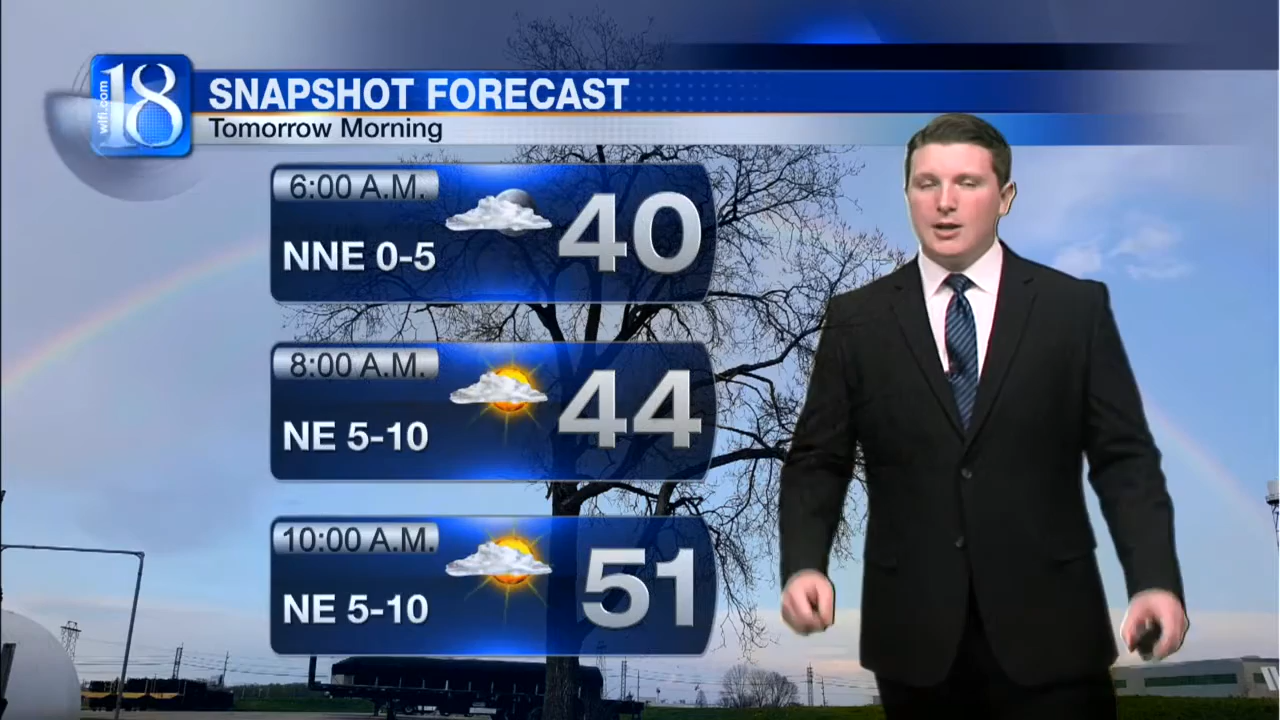 wlfi.com
18
SNAPSHOT FORECAST
Tomorrow Morning
6:00 A.M.
NNE 0-5
40
8:00 A.M.
NE 5-10
44
10:00 A.M.
NE 5-10
51